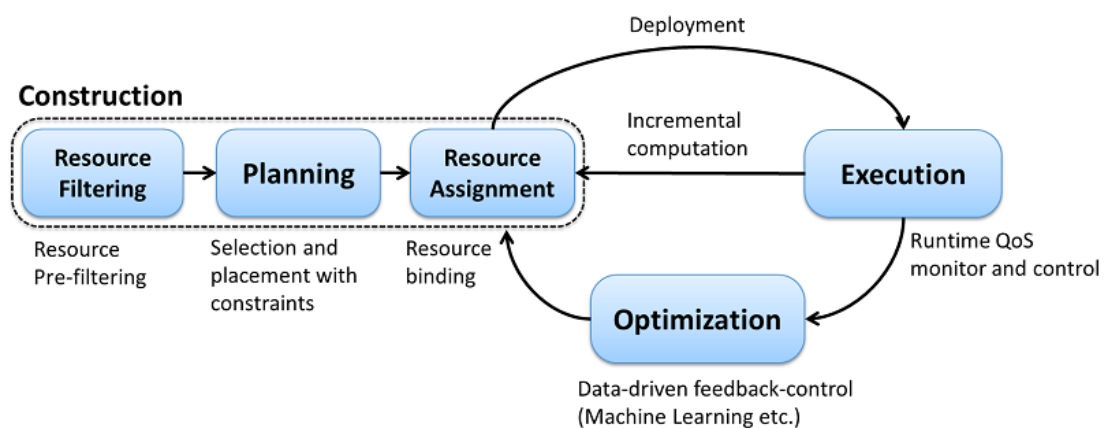 Deployment
Construction
Incremental
computation
Resource
Filtering
Planning
Resource
Assignment
Execution
Resource
Pre-filtering
Selection and
placement with
constraints
Resource
binding
Runtime QoS
monitor and control
Optimization
Data-driven feedback-control
(Machine Learning etc.)